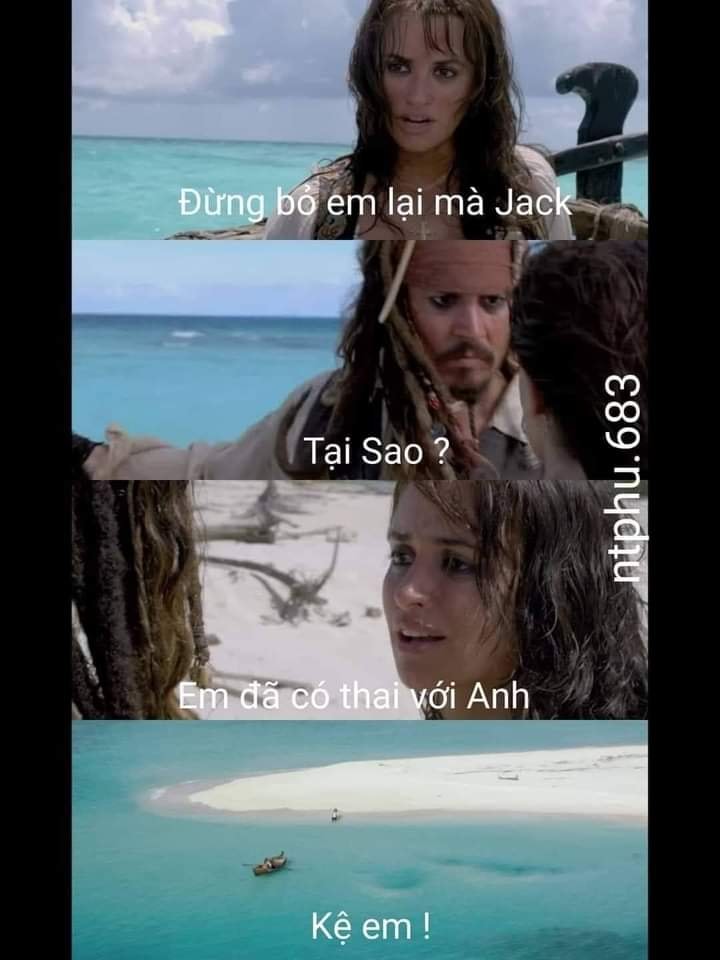 Đừng bỏ em lại mà Jack
Tại Sao ?
ntphu.683
Em đã có thai với Anh
Kệ em !